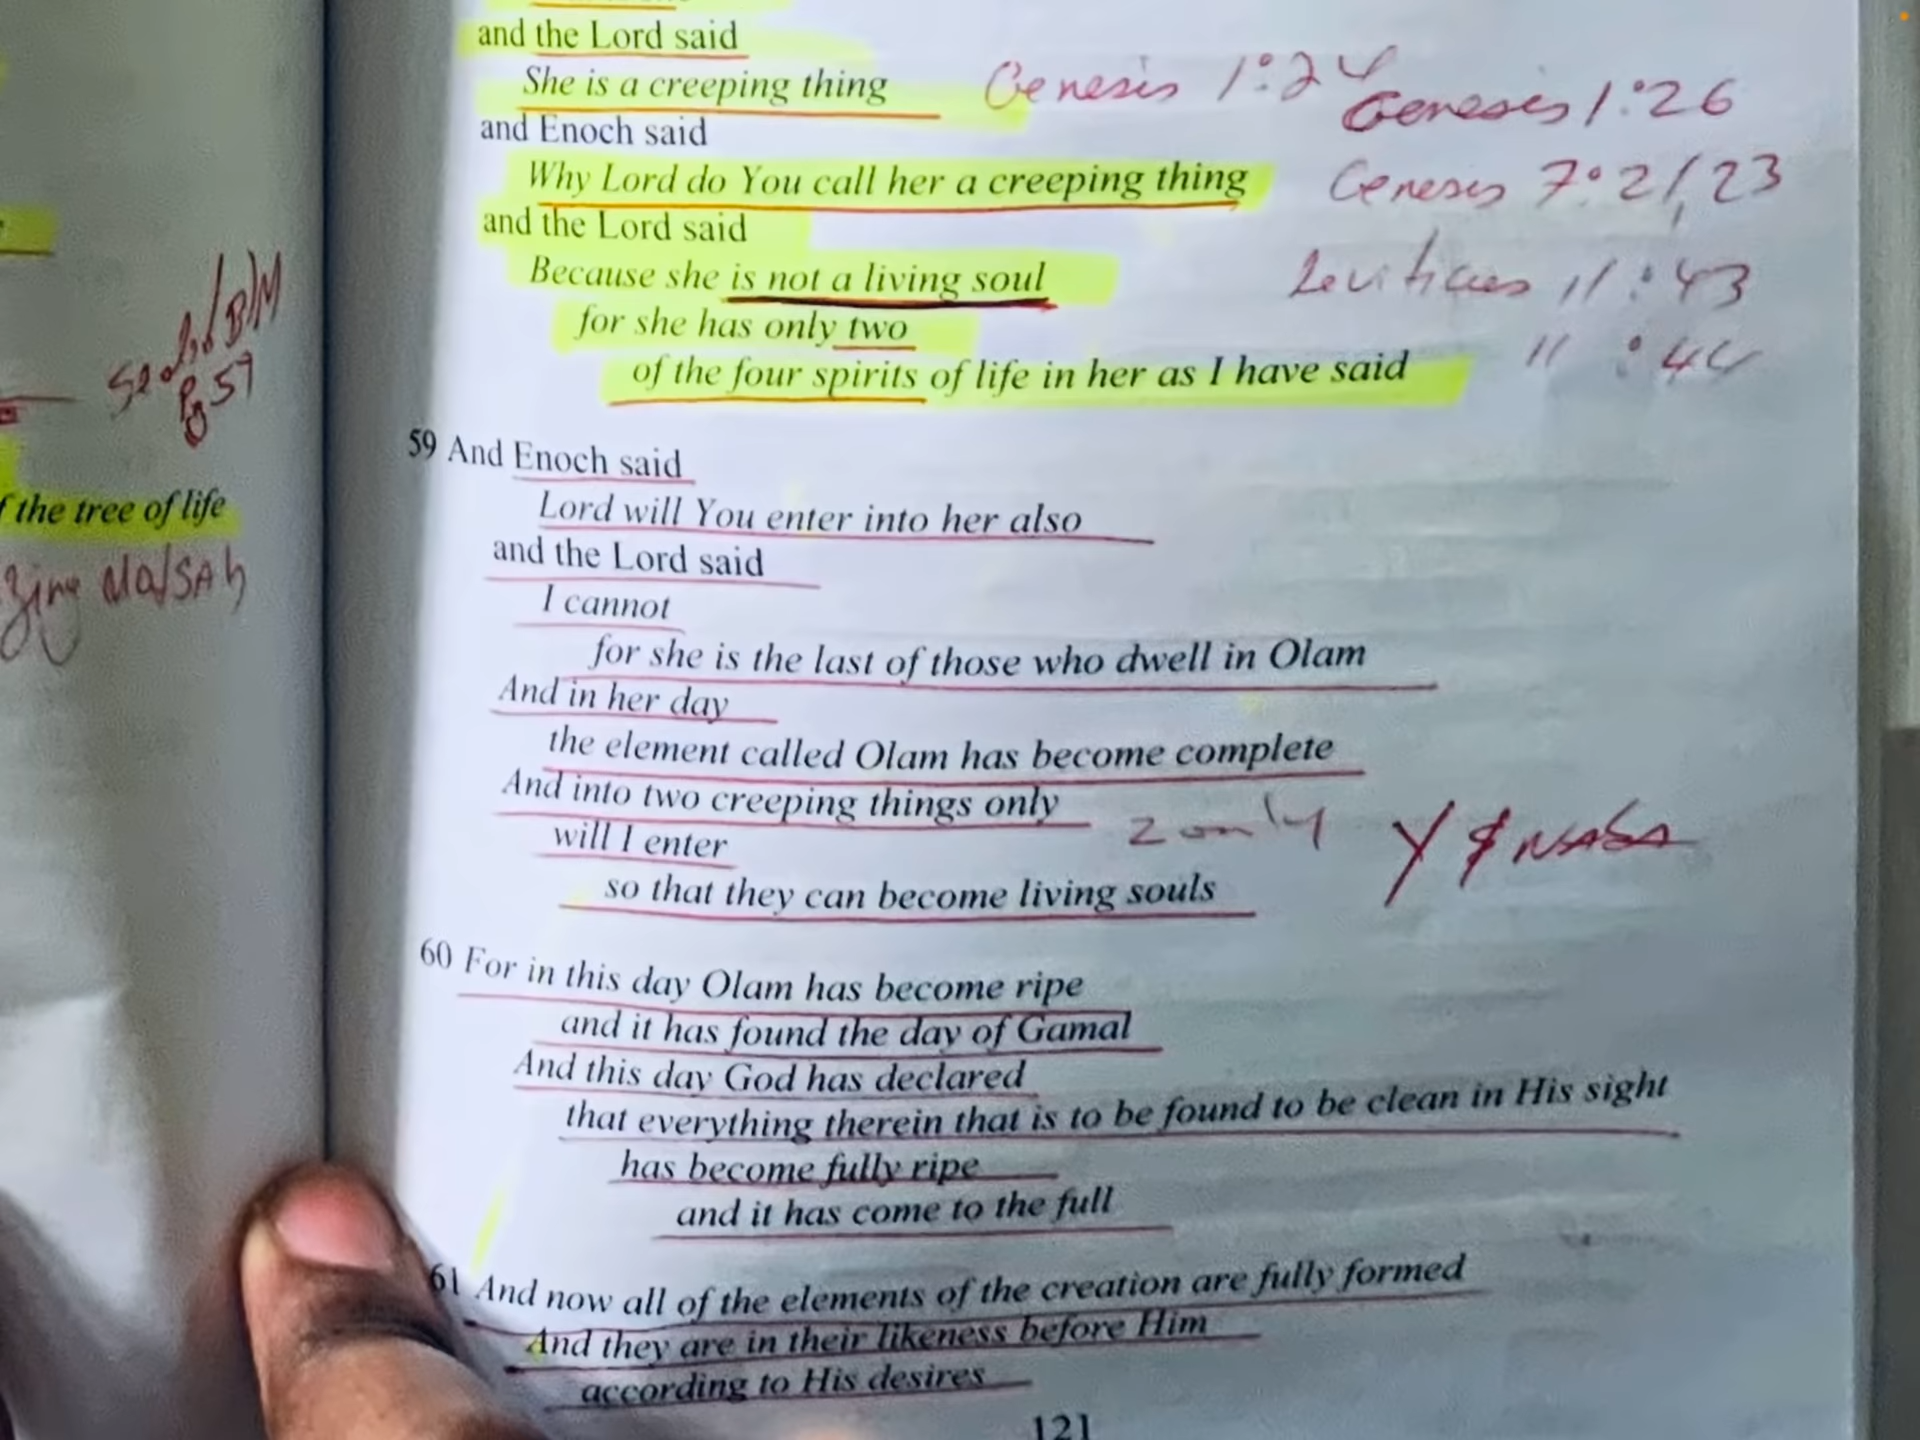 and the Lord said
She is a creeping thing
Genesis 1:24
Genesis 1:26
and Enoch said
Why Lord do You call her a creeping thing
Genesis 7:21,23
and the Lord said
Because she is not a living soul
Leviticus 11:43
for she has only two
11:44
of the four spirits of life in her as I have said
Pg 59
f the tree of life
59 And Enoch said
Lord will You enter into her also
and the Lord said
I cannot
for she is the last of those who dwell in Olam
And in her day
the element called Olam has become complete
And into two creeping things only
2 only
will I enter
so that they can become living souls
60 For in this day Olam has become ripe
and it has found the day of Gamal
And this day God has declared
that everything therein that is to be found to be clean in His sight
has become fully ripe
and it has come to the full
61 And now all of the elements of the creation are fully formed
And they are in their likeness before Him
according to His desires
121